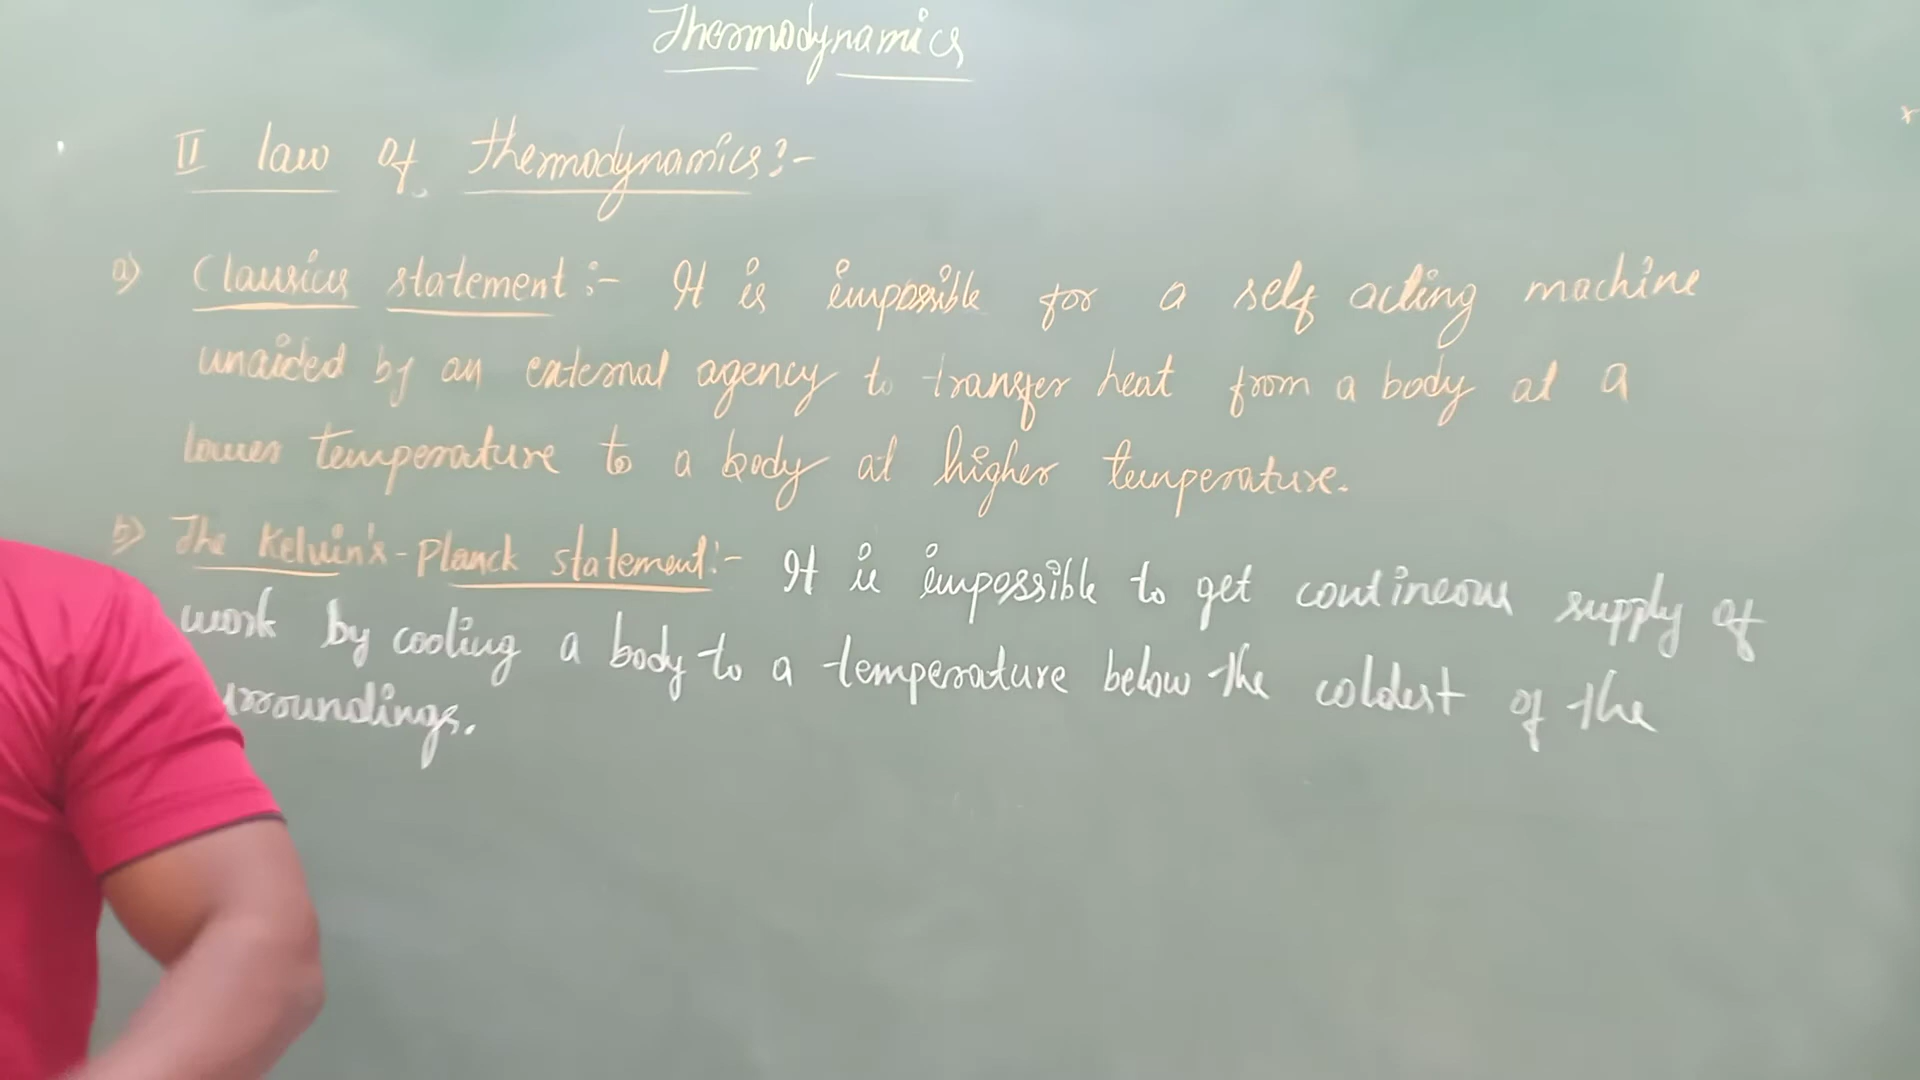 Thermodynamics
II law of thermodynamics:-
a) Clausius statement:- It is impossible for a self acting machine
unaided by an external agency to transfer heat from a body at a
lower temperature to a body at higher temperature.
b) The Kelvin's-Planck statement:- It is impossible to get contineous supply of
work by cooling a body to a temperature below the coldest of the
urroundings.